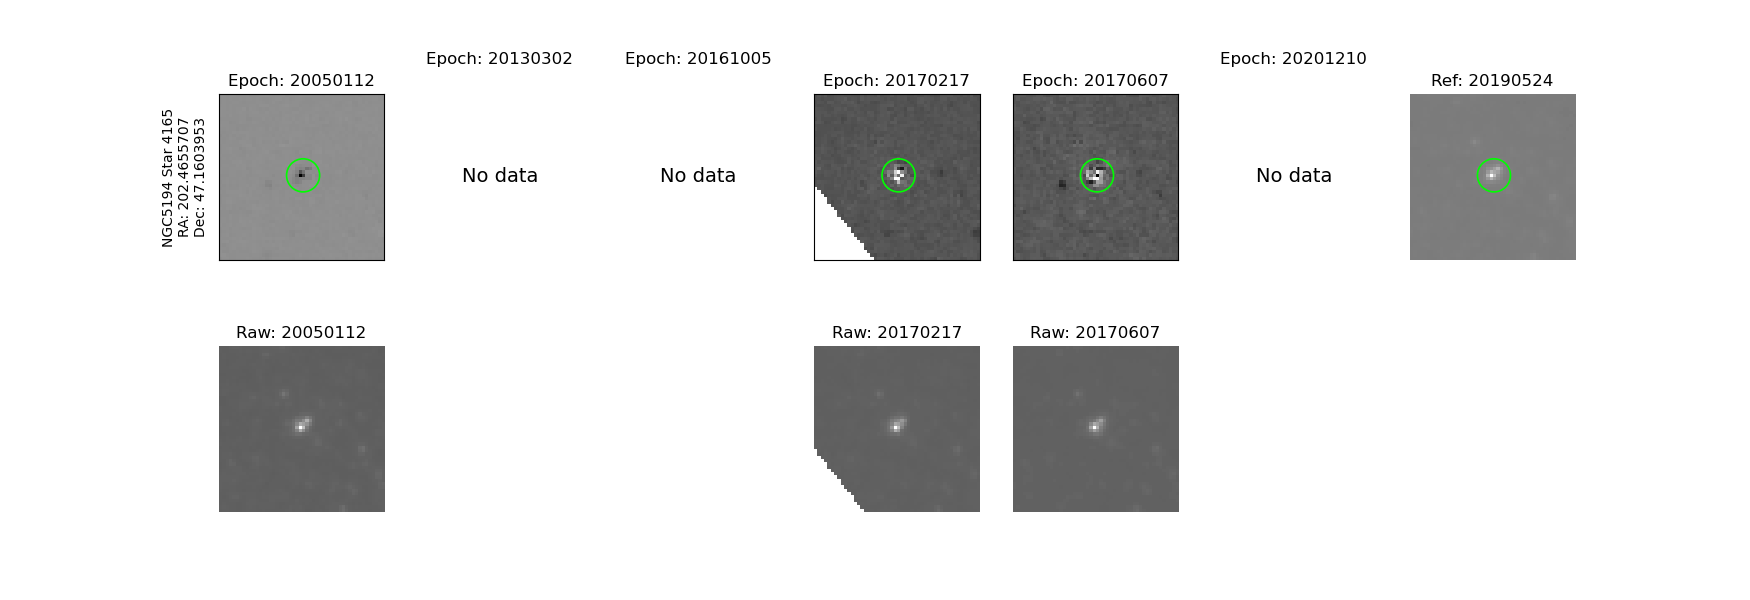 NGC5194 Star 4165
RA: 202.4655707
Dec: 47.1603953
Epoch: 20050112
Epoch: 20130302
No data
Epoch: 20161005
No data
Epoch: 20170217
Epoch: 20170607
Epoch: 20201210
No data
Ref: 20190524
Raw: 20050112
Raw: 20170217
Raw: 20170607